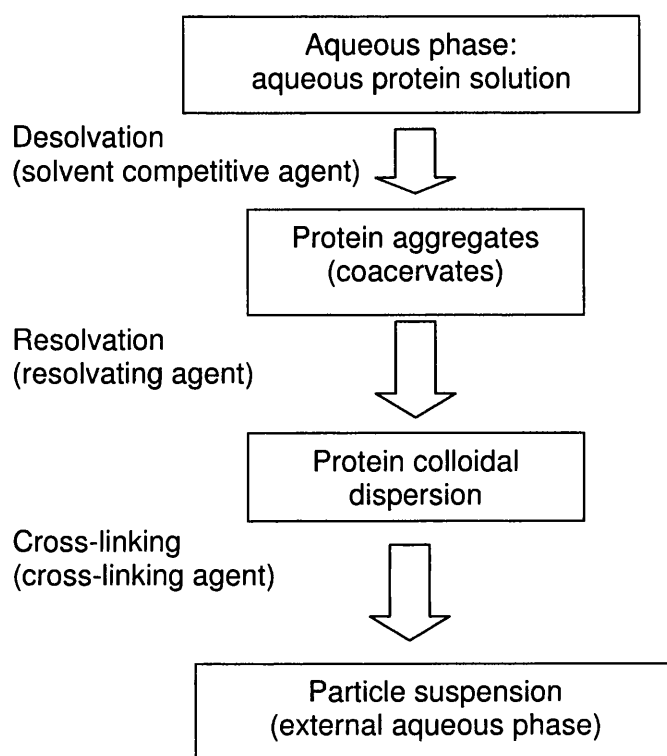 Aqueous phase:
aqueous protein solution
Desolvation
(solvent competitive agent)
Protein aggregates
(coacervates)
Resolvation
(resolvating agent)
Protein colloidal
dispersion
Cross-linking
(cross-linking agent)
Particle suspension
(external aqueous phase)